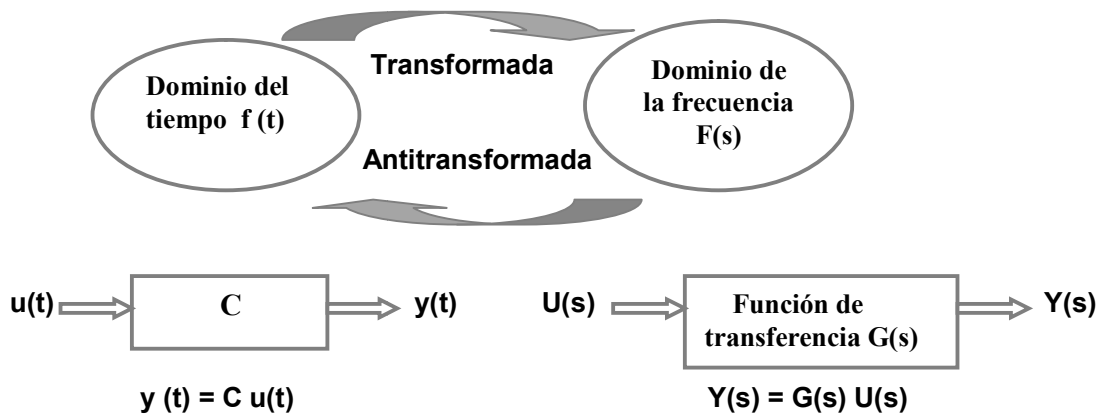 Transformada
Dominio del
tiempo f (t)
Dominio de
la frecuencia
F(s)
Antitransformada
u(t)
C
y(t)
y (t) = C u(t)
U(s)
Función de
transferencia G(s)
Y(s)
Y(s) = G(s) U(s)